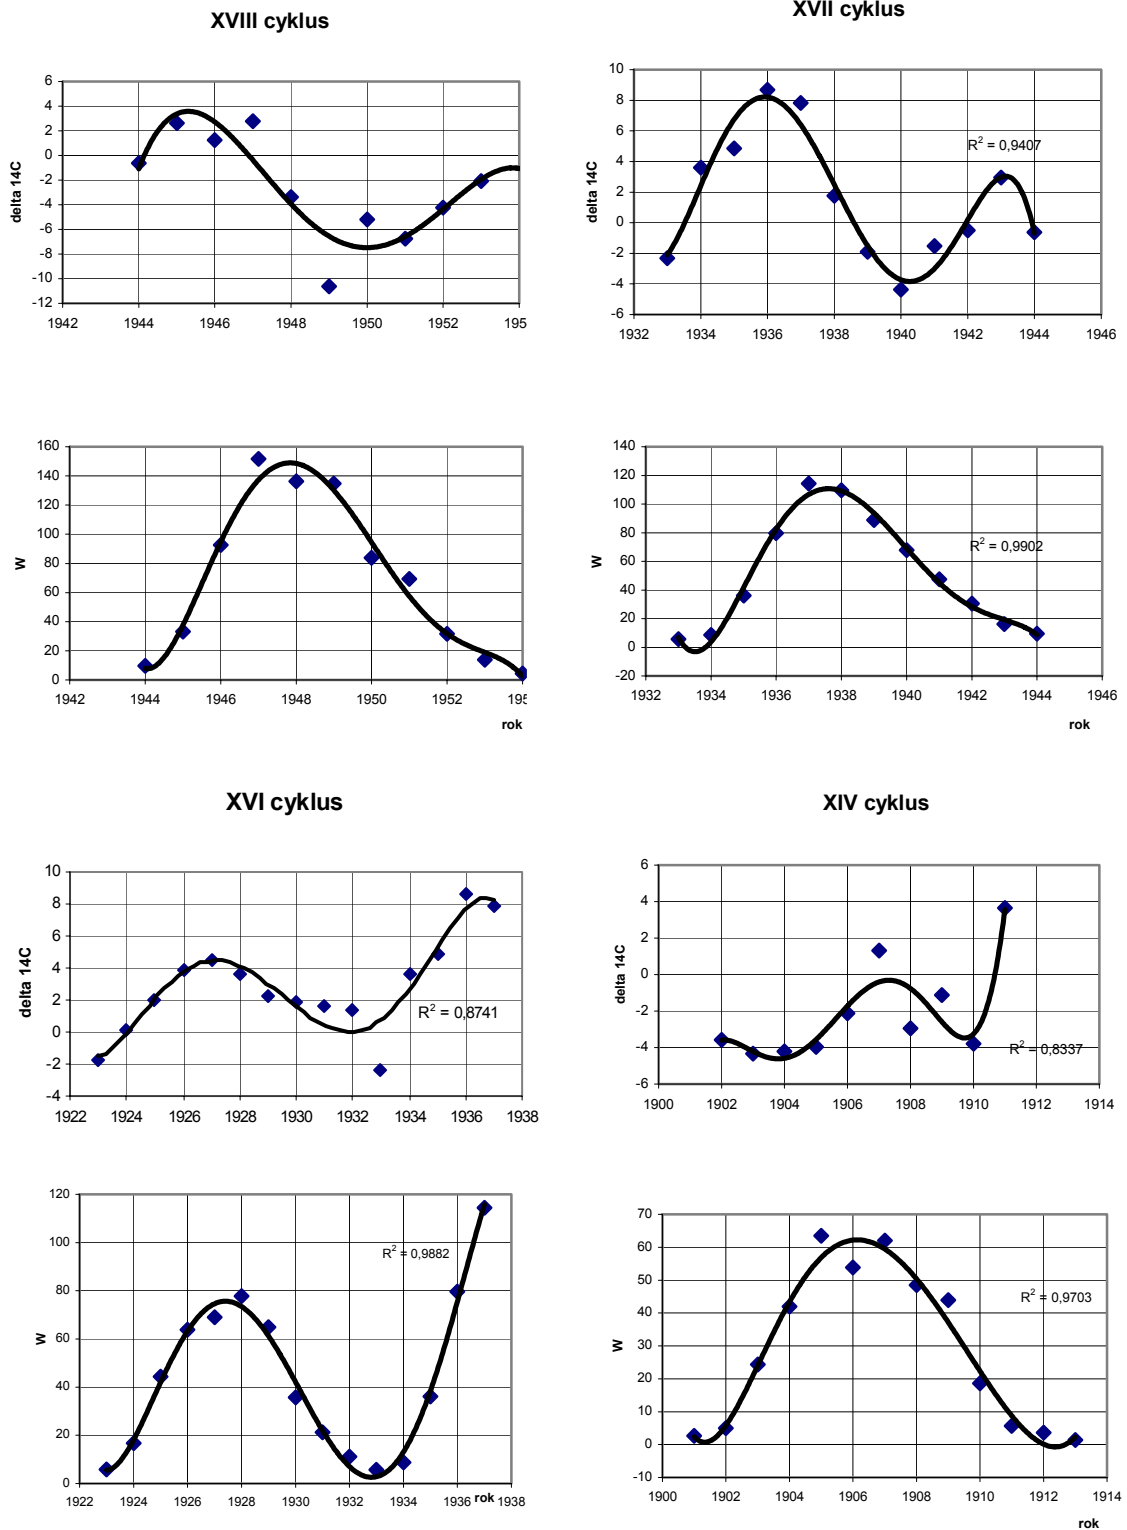 XVIII cyklus
6
4
2
0
-2
-4
-6
-8
-10
-12
delta 14C
1942 1944 1946 1948 1950 1952 195
XVII cyklus
10
8
6
4
2
0
-2
-4
-6
delta 14C
R² = 0,9407
1932 1934 1936 1938 1940 1942 1944 1946
160
140
120
100
80
60
40
20
0
W
1942 1944 1946 1948 1950 1952 195
rok
140
120
100
80
60
40
20
0
-20
W
R² = 0,9902
1932 1934 1936 1938 1940 1942 1944 1946
rok
XVI cyklus
10
8
6
4
2
0
-2
-4
delta 14C
R² = 0,8741
1922 1924 1926 1928 1930 1932 1934 1936 1938
XIV cyklus
6
4
2
0
-2
-4
-6
delta 14C
R² = 0,8337
1900 1902 1904 1906 1908 1910 1912 1914
120
100
80
60
40
20
0
W
R² = 0,9882
1922 1924 1926 1928 1930 1932 1934 1936 rok 1938
70
60
50
40
30
20
10
0
-10
W
R² = 0,9703
1900 1902 1904 1906 1908 1910 1912 1914
rok